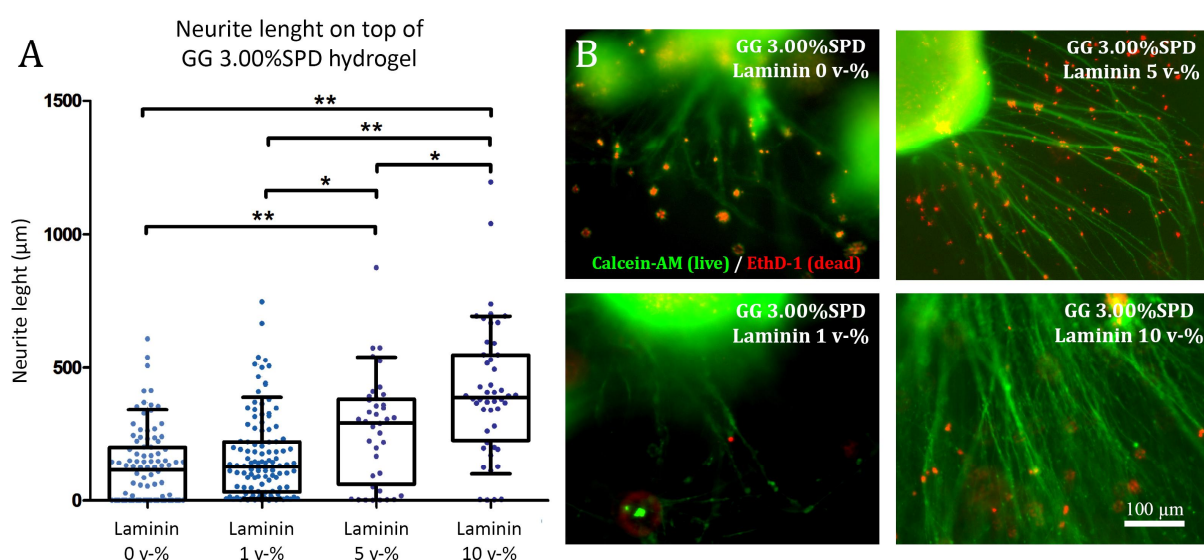 A
Neurite lenght on top of
GG 3.00%SPD hydrogel
Neurite leght (μm)
1500
1000
500
0
**
**
*
*
**
Laminin
0 v-%
Laminin
1 v-%
Laminin
5 v-%
Laminin
10 v-%
B
GG 3.00%SPD
Laminin 0 v-%
Calcein-AM (live) / EthD-1 (dead)
GG 3.00%SPD
Laminin 5 v-%
GG 3.00%SPD
Laminin 1 v-%
GG 3.00%SPD
Laminin 10 v-%
100 μm